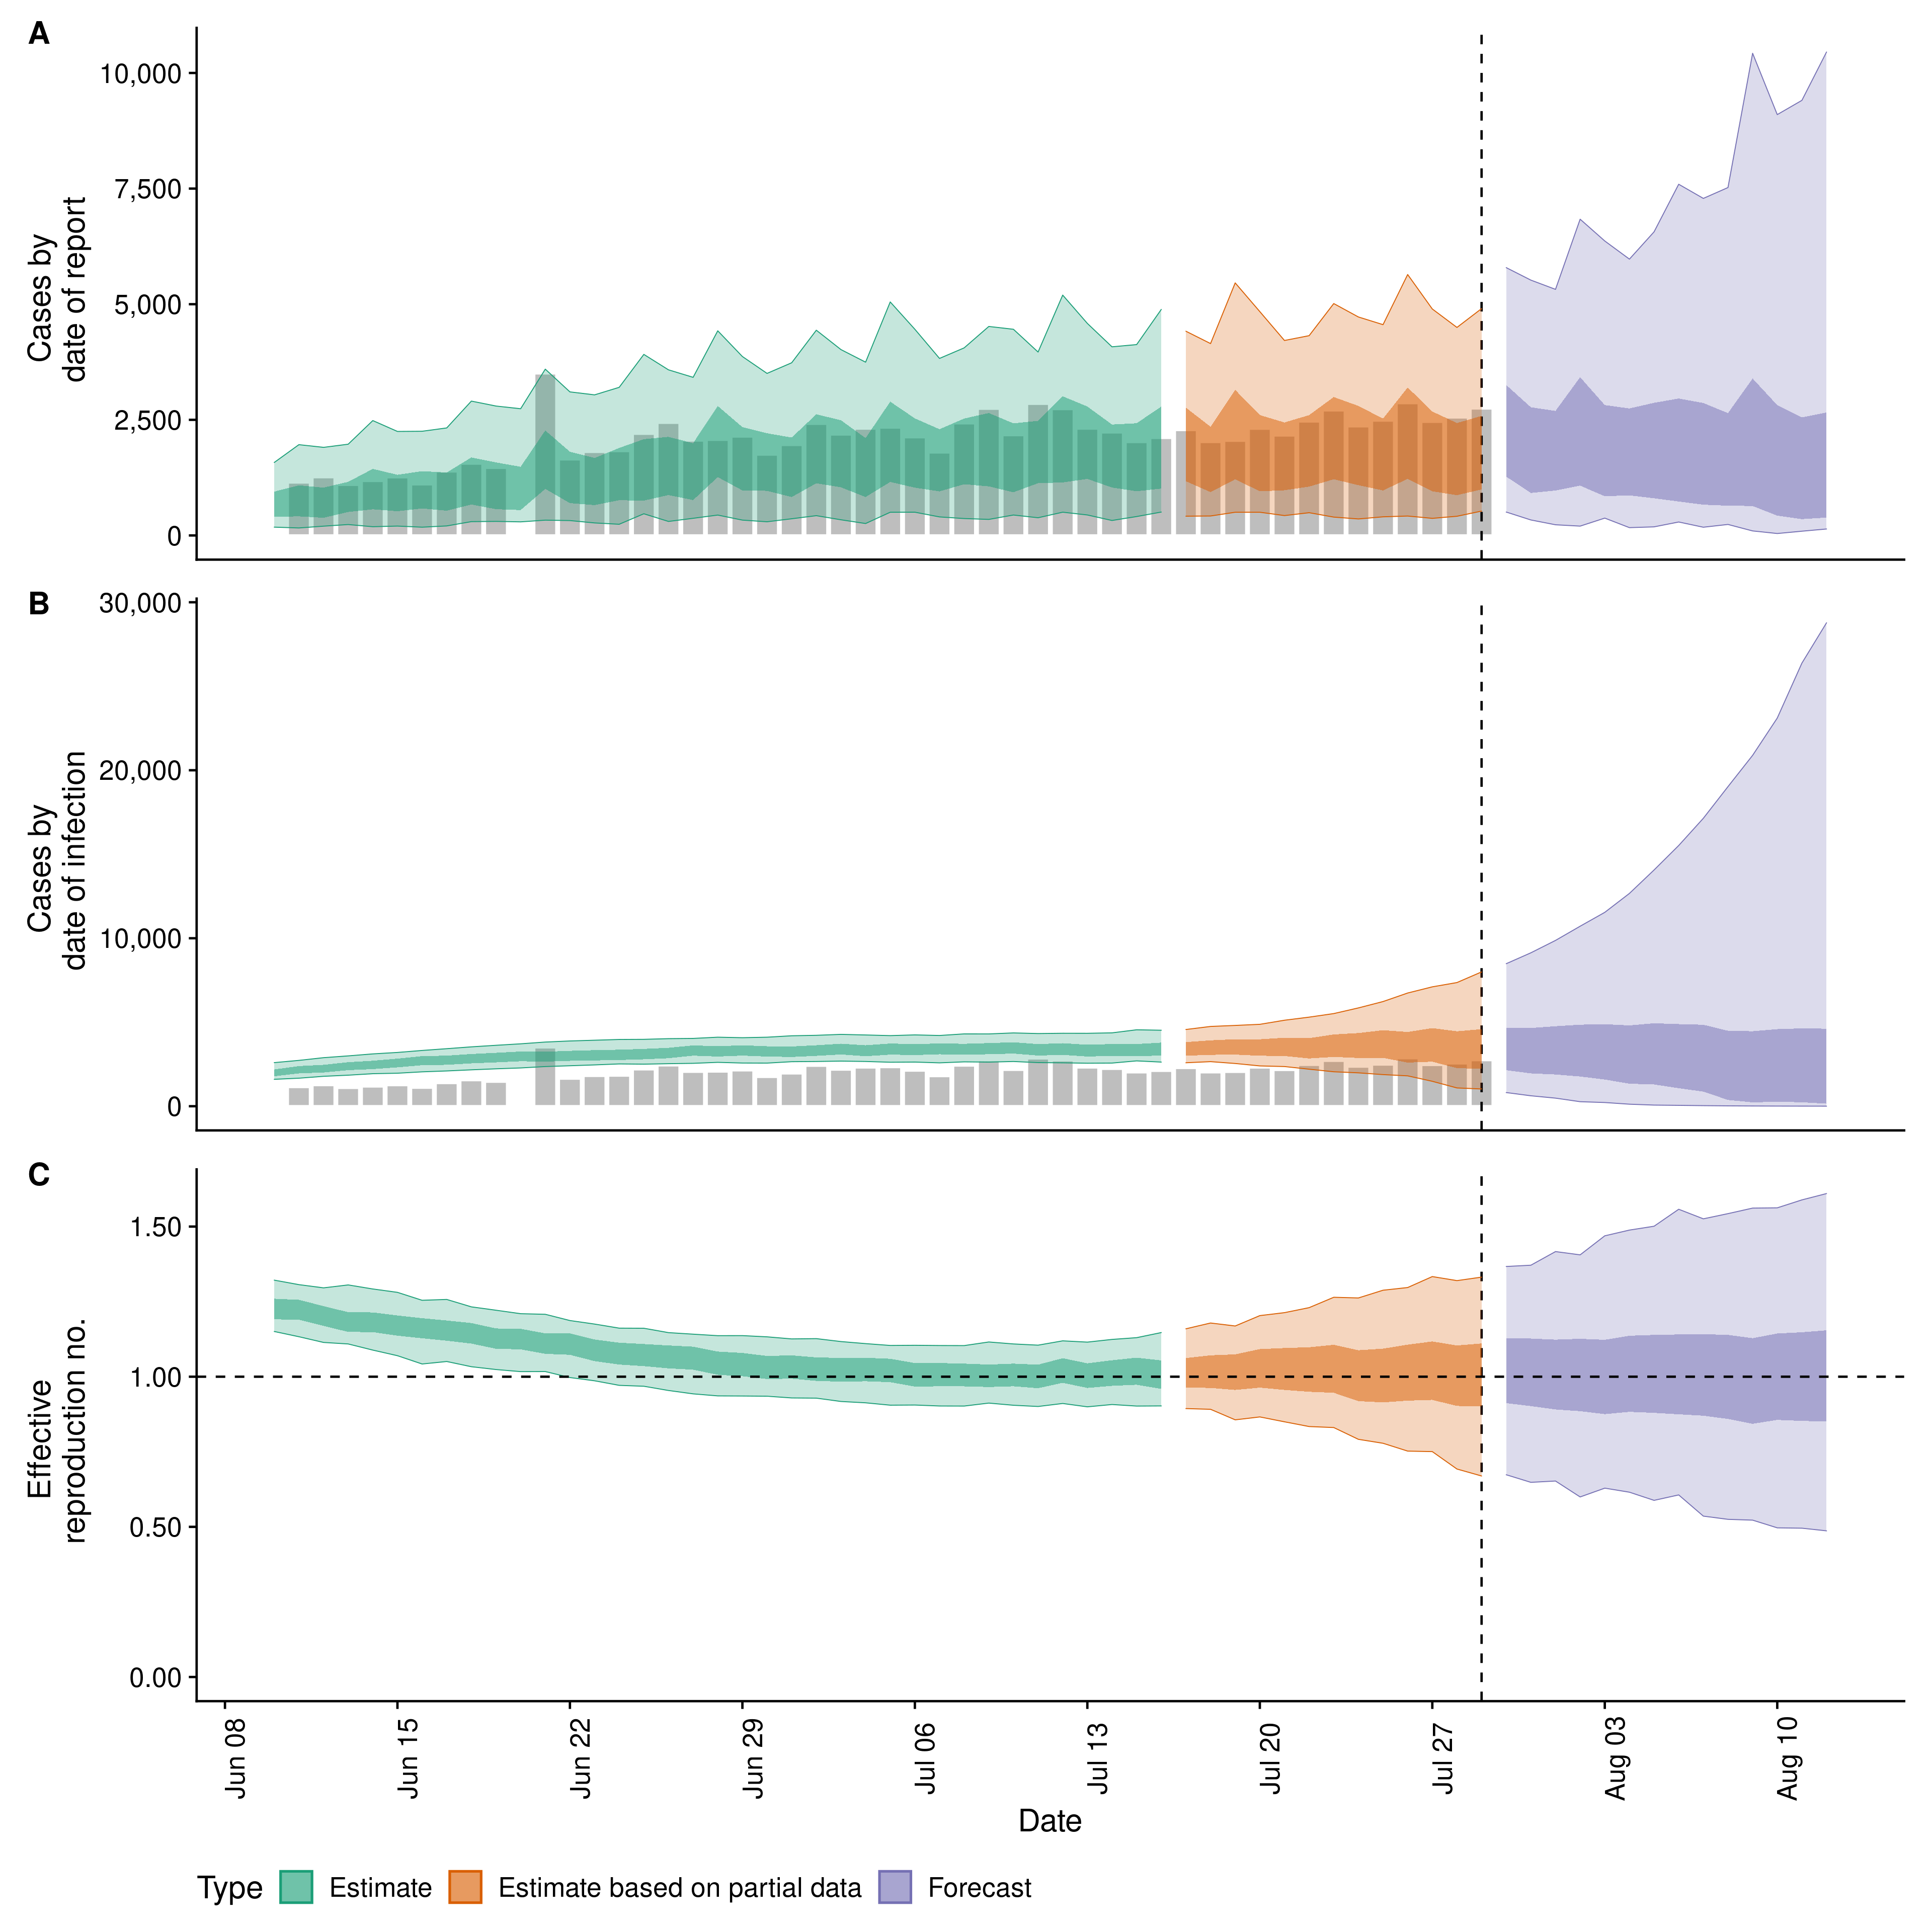 A
10,000
7,500
5,000
2,500
0
Cases by
date of report
B
30,000
20,000
10,000
0
Cases by
date of infection
C
1.50
1.00
0.50
0.00
Effective
reproduction no.
Jun 08
Jun 15
Jun 22
Jun 29
Jul 06
Jul 13
Jul 20
Jul 27
Aug 03
Aug 10
Date
Type Estimate Estimate based on partial data Forecast